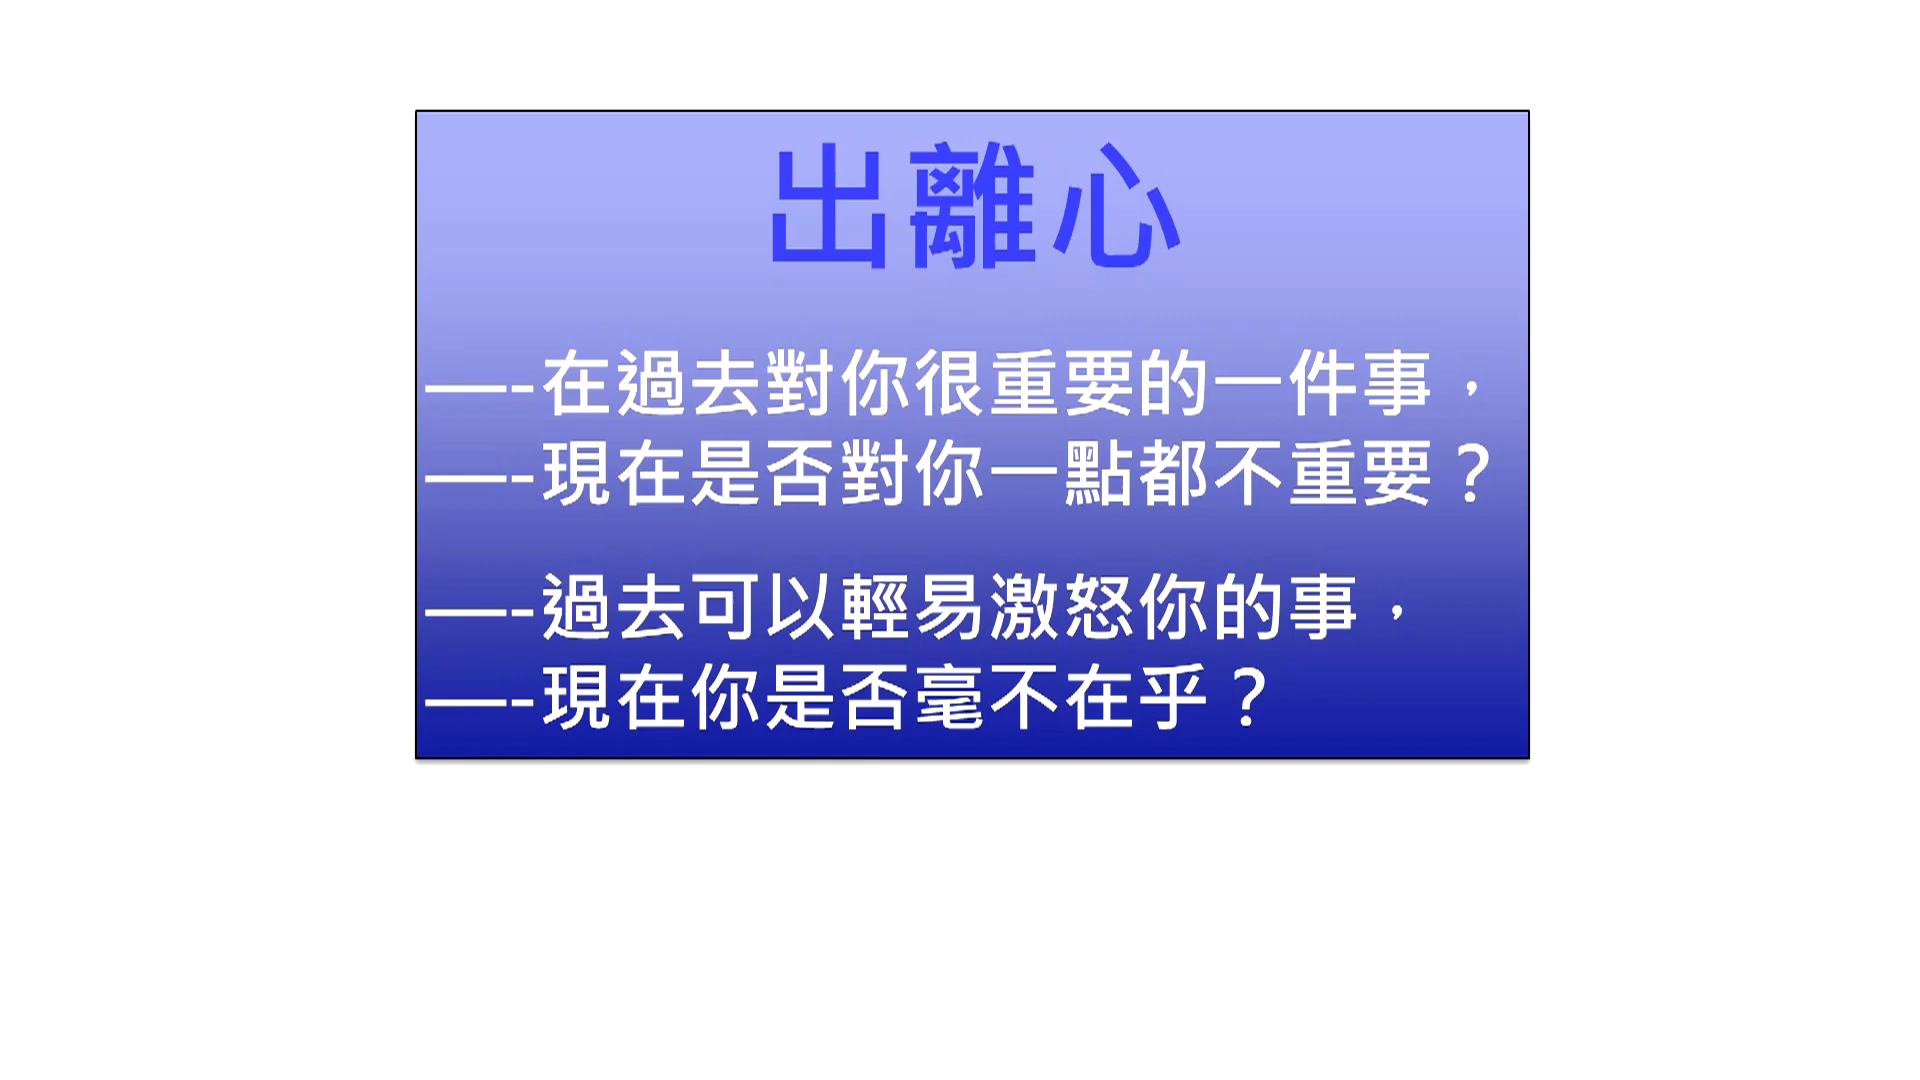 出離心
——-在過去對你很重要的一件事，
——-現在是否對你一點都不重要？
——-過去可以輕易激怒你的事，
——-現在你是否毫不在乎？